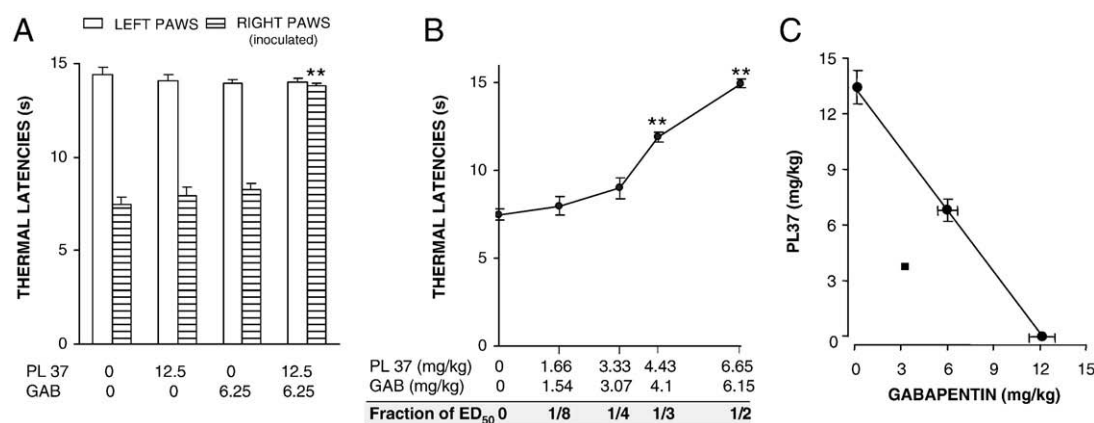 A
LEFT PAWS RIGHT PAWS
(inoculated)
THERMAL LATENCIES (s)
15
10
5
0
**
PL 37 0 12.5 0 12.5
GAB 0 0 6.25 6.25
B
THERMAL LATENCIES (s)
15
10
5
0
**
**
PL 37 (mg/kg) 0 1.66 3.33 4.43 6.65
GAB (mg/kg) 0 1.54 3.07 4.1 6.15
Fraction of ED50 0 1/8 1/4 1/3 1/2
C
PL37 (mg/kg)
15
12
9
6
3
0
0 3 6 9 12 15
GABAPENTIN (mg/kg)